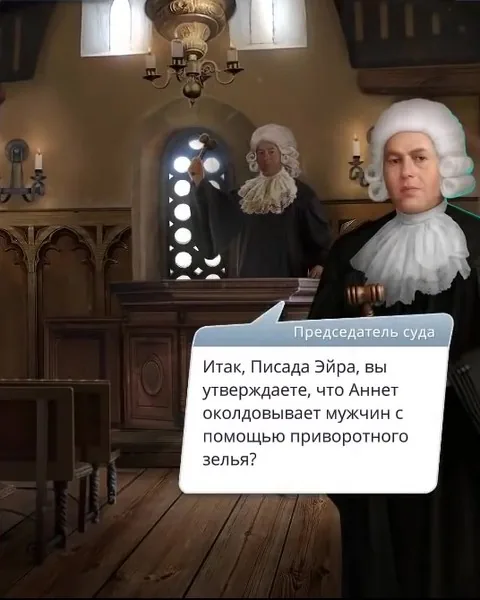 Председатель суда
Итак, Писада Эйра, вы
утверждаете, что Аннет
околдовывает мужчин с
помощью приворотного
зелья?